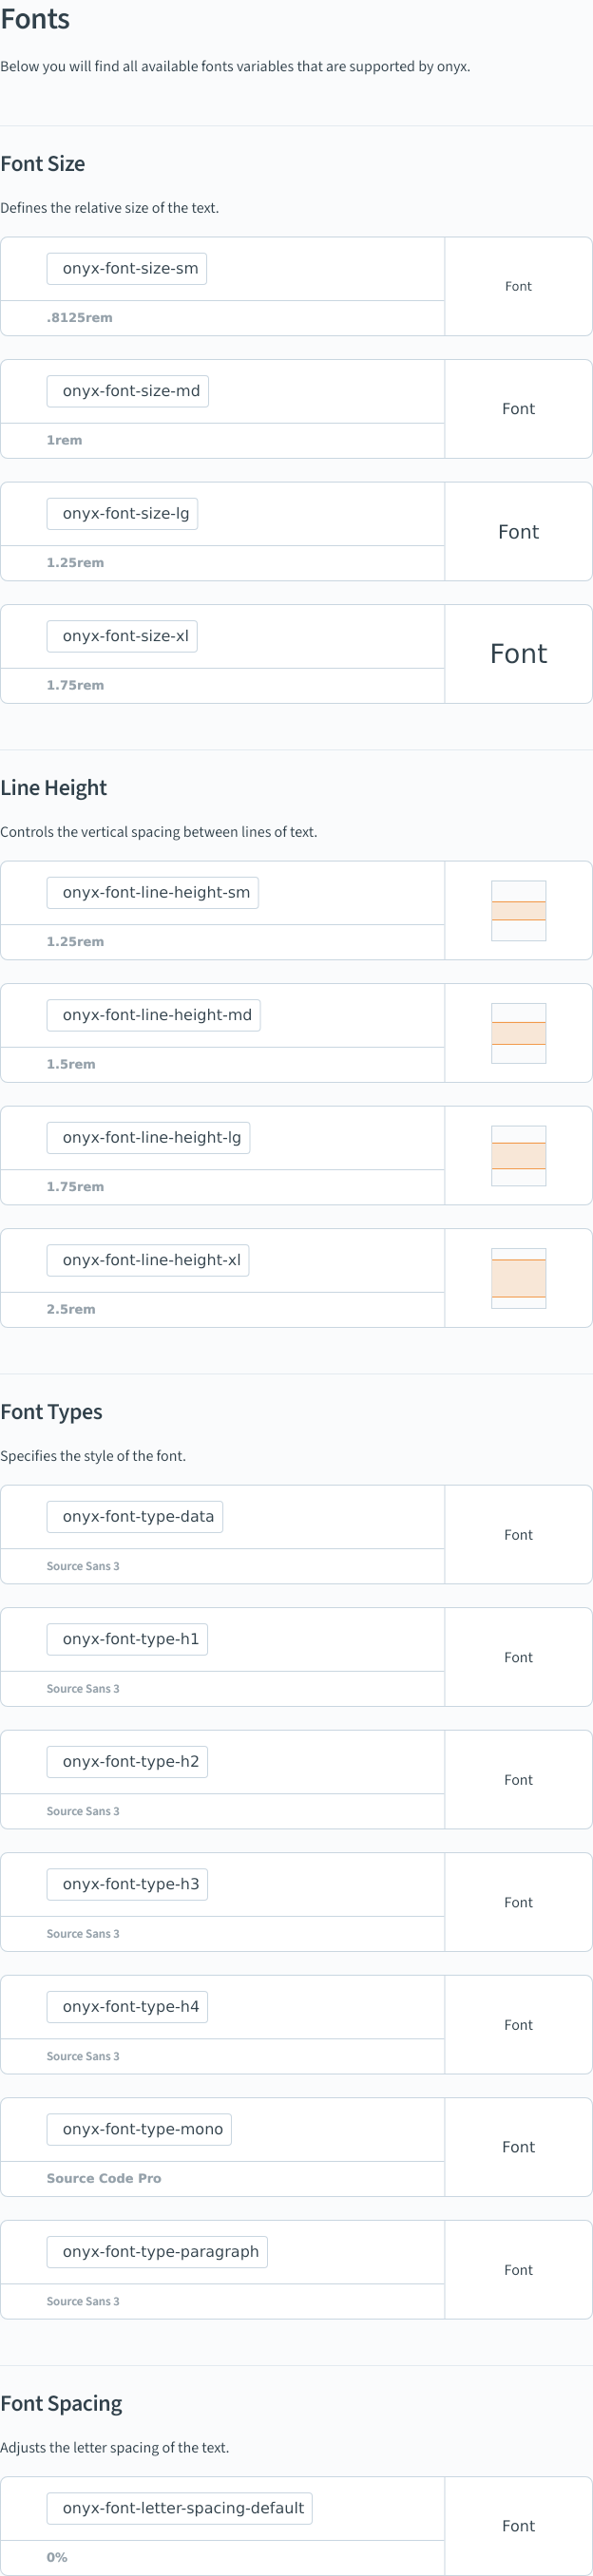 Fonts
Below you will find all available fonts variables that are supported by onyx.
Font Size
Defines the relative size of the text.
onyx-font-size-sm
Font
.8125rem
onyx-font-size-md
Font
1rem
onyx-font-size-lg
Font
1.25rem
onyx-font-size-xl
Font
1.75rem
Line Height
Controls the vertical spacing between lines of text.
onyx-font-line-height-sm
1.25rem
onyx-font-line-height-md
1.5rem
onyx-font-line-height-lg
1.75rem
onyx-font-line-height-xl
2.5rem
Font Types
Specifies the style of the font.
onyx-font-type-data
Font
Source Sans 3
onyx-font-type-h1
Font
Source Sans 3
onyx-font-type-h2
Font
Source Sans 3
onyx-font-type-h3
Font
Source Sans 3
onyx-font-type-h4
Font
Source Sans 3
onyx-font-type-mono
Font
Source Code Pro
onyx-font-type-paragraph
Font
Source Sans 3
Font Spacing
Adjusts the letter spacing of the text.
onyx-font-letter-spacing-default
Font
0%